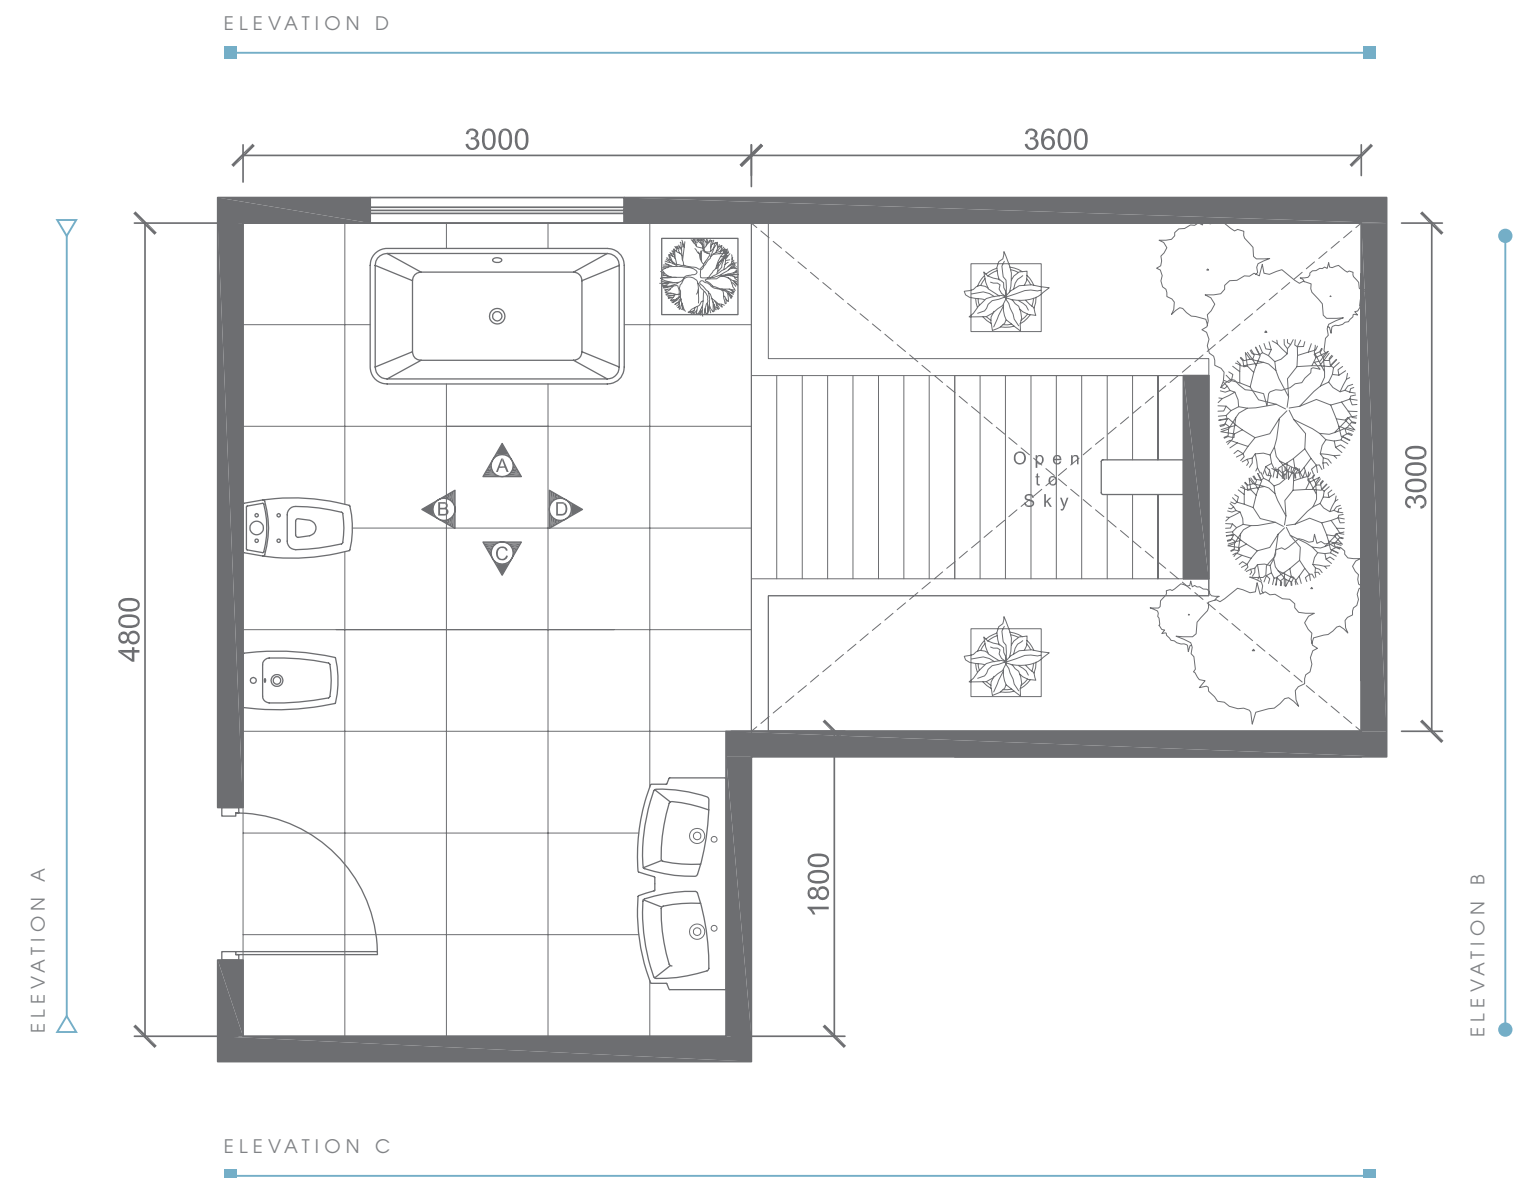 ELEVATION D
3000
3600
A
B
D
C
Open
to
Sky
3000
4800
1800
ELEVATION A
ELEVATION B
ELEVATION C